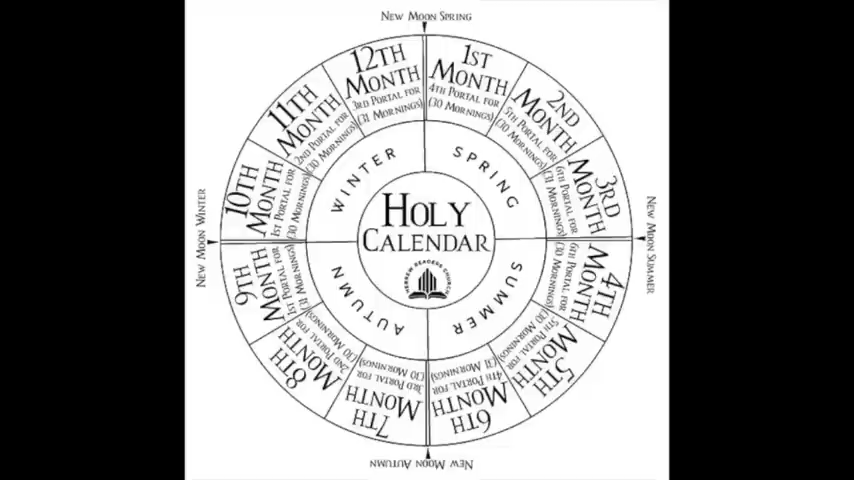 New Moon Spring
1st
Month
4th Portal for
(30 Mornings)
2nd
Month
5th Portal for
(30 Mornings)
3rd
Month
6th Portal for
(31 Mornings)
New Moon Summer
4th
Month
6th Portal for
(30 Mornings)
5th
Month
5th Portal for
(30 Mornings)
6th
Month
4th Portal for
(31 Mornings)
New Moon Autumn
7th
Month
3rd Portal for
(30 Mornings)
8th
Month
2nd Portal for
(30 Mornings)
9th
Month
1st Portal for
(31 Mornings)
New Moon Winter
10th
Month
1st Portal for
(30 Mornings)
11th
Month
2nd Portal for
(30 Mornings)
12th
Month
3rd Portal for
(31 Mornings)
Spring
Summer
Autumn
Winter
Holy
Calendar
Hebrew Readers Church